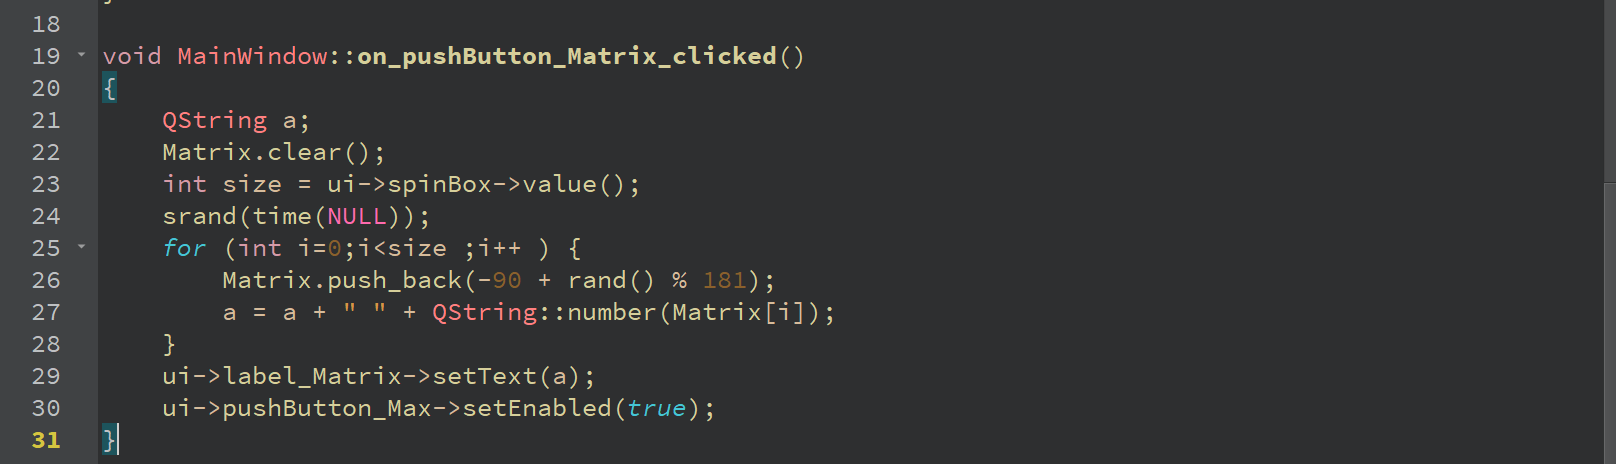 18
19 void MainWindow::on_pushButton_Matrix_clicked()
20 {
21     QString a;
22     Matrix.clear();
23     int size = ui->spinBox->value();
24     srand(time(NULL));
25     for (int i=0;i<size ;i++ ) {
26         Matrix.push_back(-90 + rand() % 181);
27         a = a + " " + QString::number(Matrix[i]);
28     }
29     ui->label_Matrix->setText(a);
30     ui->pushButton_Max->setEnabled(true);
31 }